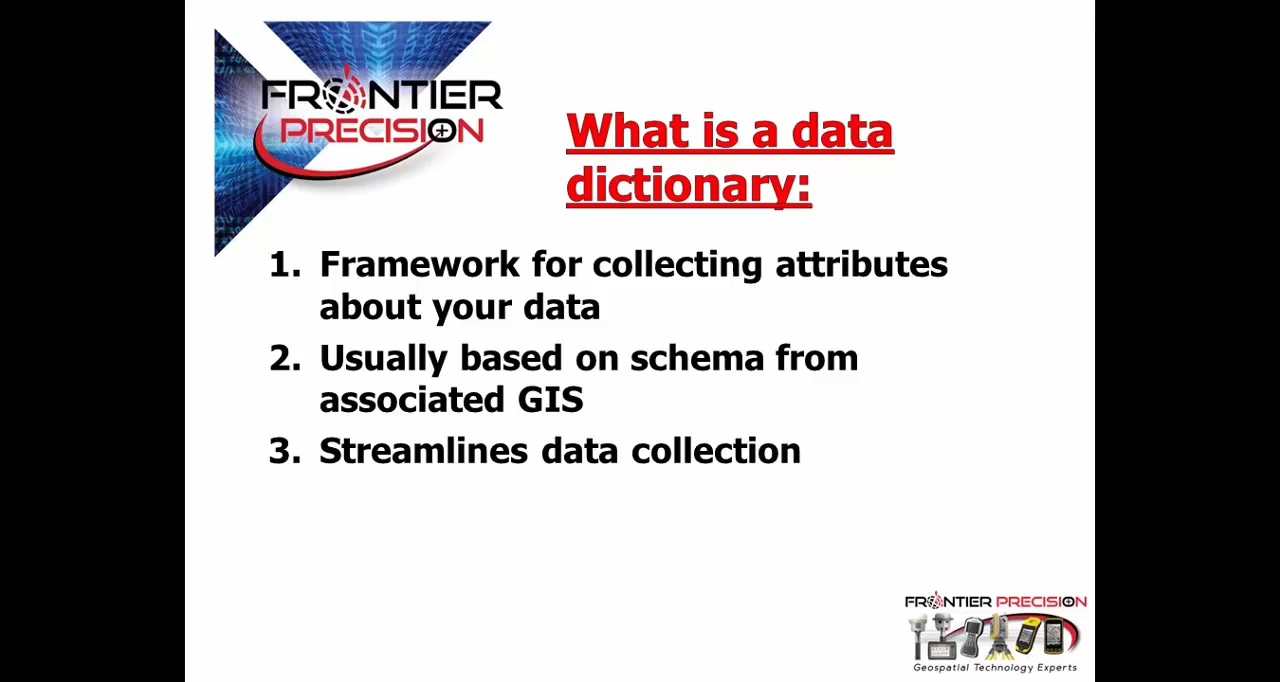 FRONTIER
PRECISION
What is a data
dictionary:
1. Framework for collecting attributes
about your data
2. Usually based on schema from
associated GIS
3. Streamlines data collection
FRONTIER PRECISION
Geospatial Technology Experts